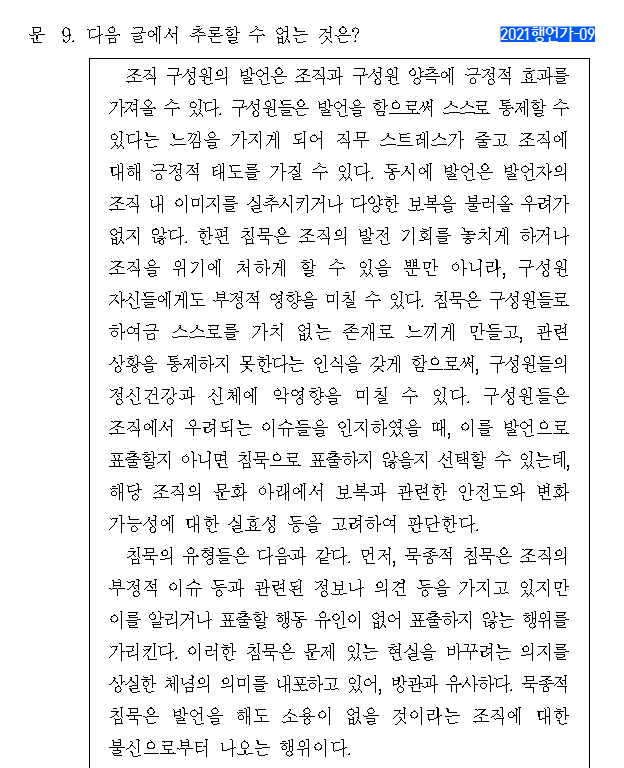 문 9. 다음 글에서 추론할 수 없는 것은?
2021행언가-09
조직 구성원의 발언은 조직과 구성원 양측에 긍정적 효과를
가져올 수 있다. 구성원들은 발언을 함으로써 스스로 통제할 수
있다는 느낌을 가지게 되어 직무 스트레스가 줄고 조직에
대해 긍정적 태도를 가질 수 있다. 동시에 발언은 발언자의
조직 내 이미지를 실추시키거나 다양한 보복을 불러올 우려가
없지 않다. 한편 침묵은 조직의 발전 기회를 놓치게 하거나
조직을 위기에 처하게 할 수 있을 뿐만 아니라, 구성원
자신들에게도 부정적 영향을 미칠 수 있다. 침묵은 구성원들로
하여금 스스로를 가치 없는 존재로 느끼게 만들고, 관련
상황을 통제하지 못한다는 인식을 갖게 함으로써, 구성원들의
정신건강과 신체에 악영향을 미칠 수 있다. 구성원들은
조직에서 우려되는 이슈들을 인지하였을 때, 이를 발언으로
표출할지 아니면 침묵으로 표출하지 않을지 선택할 수 있는데,
해당 조직의 문화 아래에서 보복과 관련한 안전도와 변화
가능성에 대한 실효성 등을 고려하여 판단한다.
침묵의 유형들은 다음과 같다. 먼저, 묵종적 침묵은 조직의
부정적 이슈 등과 관련된 정보나 의견 등을 가지고 있지만
이를 알리거나 표출할 행동 유인이 없어 표출하지 않는 행위를
가리킨다. 이러한 침묵은 문제 있는 현실을 바꾸려는 의지를
상실한 체념의 의미를 내포하고 있어, 방관과 유사하다. 묵종적
침묵은 발언을 해도 소용이 없을 것이라는 조직에 대한
불신으로부터 나오는 행위이다.